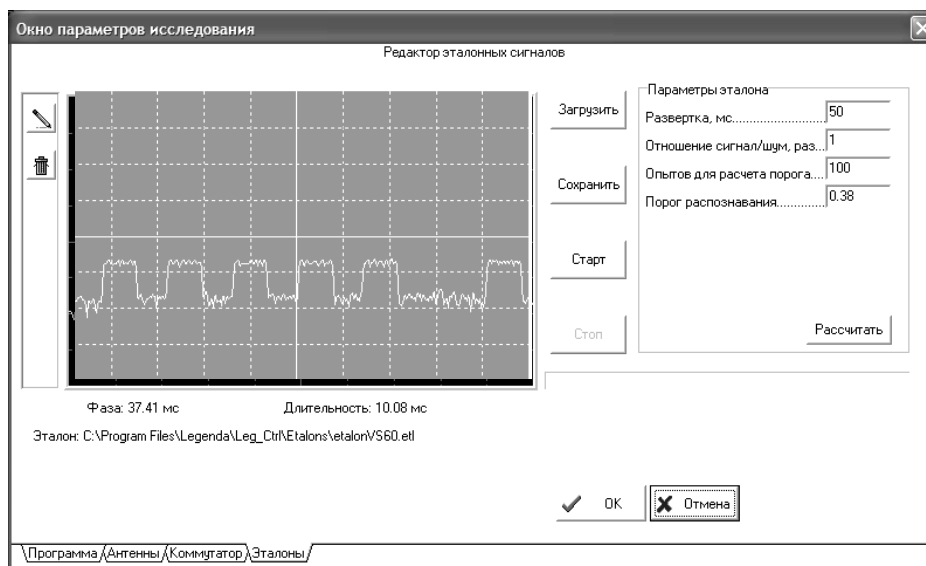 Окно параметров исследования
Редактор эталонных сигналов
Загрузить
Сохранить
Старт
Стоп
Параметры эталона
Развертка, мс.................... 50
Отношение сигнал/шум, раз... 1
Опытов для расчета порога.... 100
Порог распознавания............ 0.38
Рассчитать
Фаза: 37.41 мс Длительность: 10.08 мс
Эталон: C:\Program Files\Legenda\Leg_Ctrl\Etalons\etalonVS60.etl
OK Отмена
Программа Антенны Коммутатор Эталоны